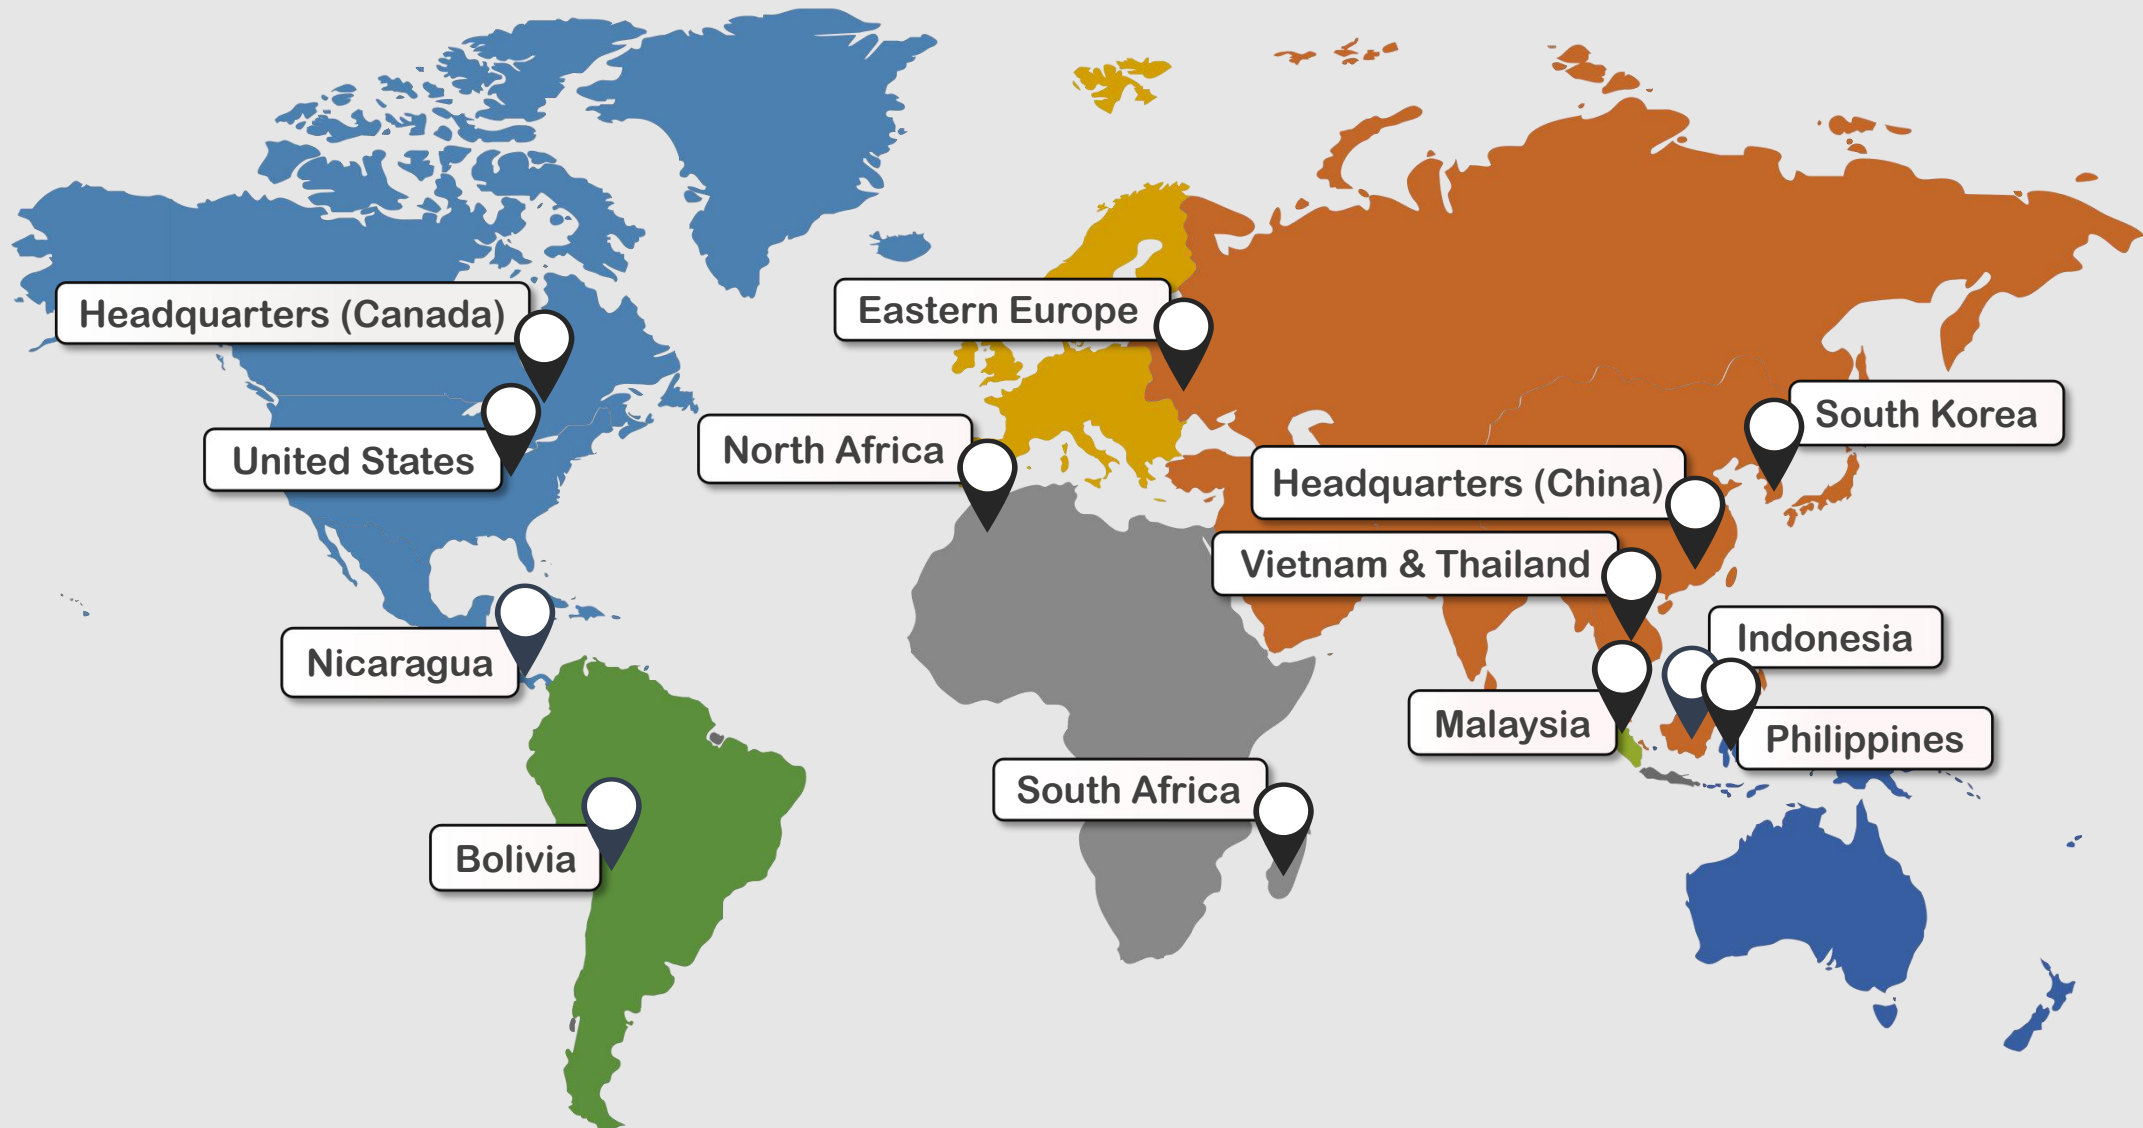 Headquarters (Canada)
Eastern Europe
South Korea
United States
North Africa
Headquarters (China)
Vietnam & Thailand
Nicaragua
Indonesia
Malaysia
Philippines
South Africa
Bolivia